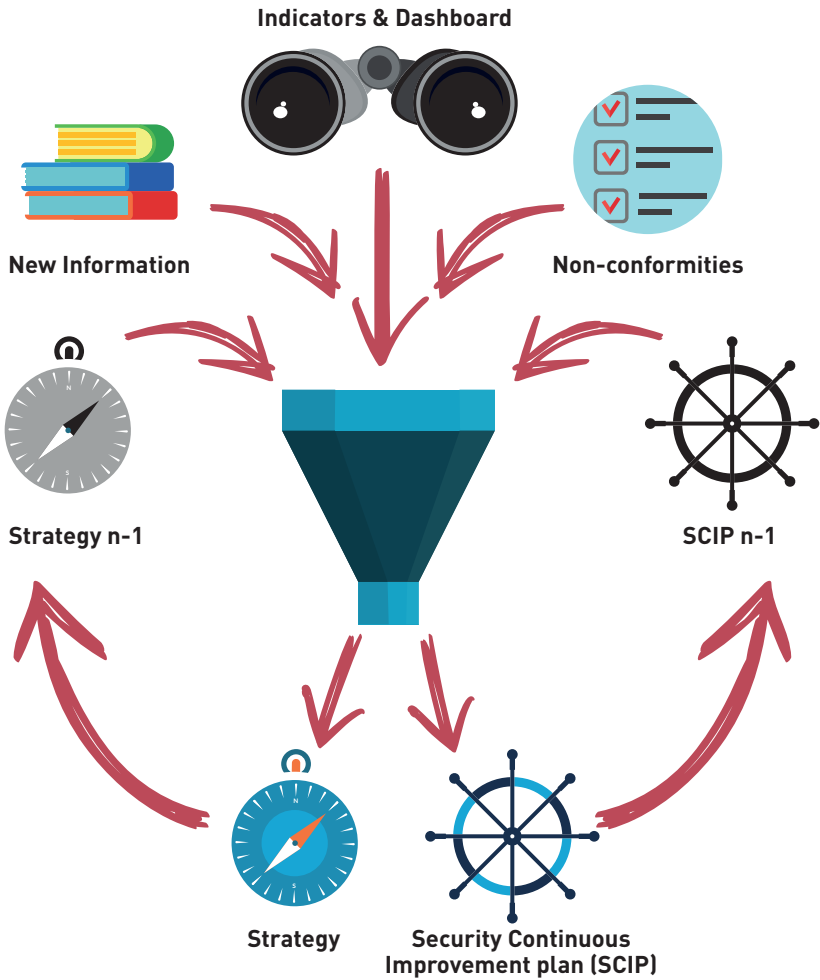 Indicators & Dashboard
New Information
Non-conformities
N
S
Strategy n-1
SCIP n-1
N
S
Strategy
Security Continuous
Improvement plan (SCIP)